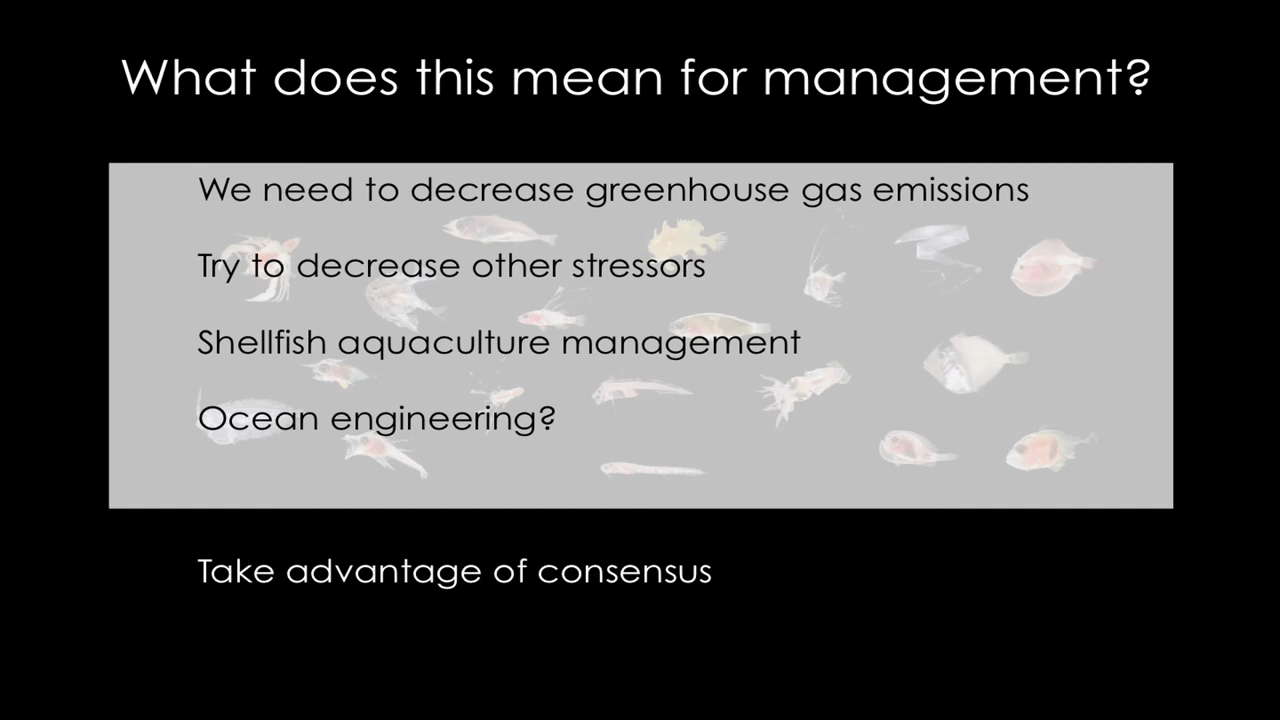 What does this mean for management?
We need to decrease greenhouse gas emissions
Try to decrease other stressors
Shellfish aquaculture management
Ocean engineering?
Take advantage of consensus